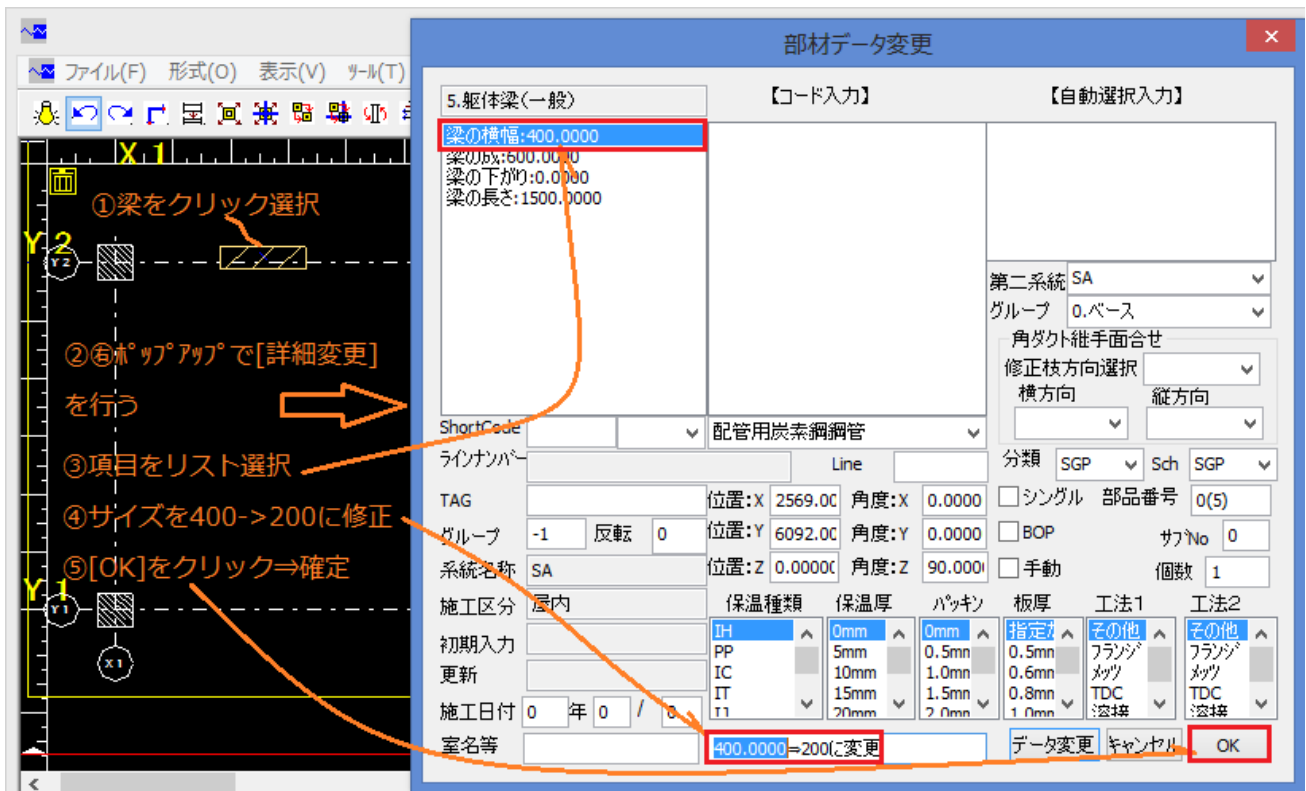 部材データ変更
ファイル(F) 形式(O) 表示(V) ﾂｰﾙ(T)
X 1
①梁をクリック選択
Y 2
Y2
②㊨ﾎﾟｯﾌﾟｱｯﾌﾟで[詳細変更]
を行う
③項目をリスト選択
④サイズを400->200に修正
⑤[OK]をクリック⇒確定
Y 1
Y1
X1
5.躯体梁(一般)
【コード入力】
【自動選択入力】
梁の横幅:400.0000
梁の成:600.0000
梁の下がり:0.0000
梁の長さ:1500.0000
第二系統 SA
グループ 0.ベース
角ダクト継手面合せ
修正枝方向選択
横方向 縦方向
ShortCode 配管用炭素鋼鋼管
ラインナンバー Line 分類 SGP Sch SGP
TAG 位置:X 2569.00 角度:X 0.0000 シングル 部品番号 0(5)
グループ -1 反転 0 位置:Y 6092.00 角度:Y 0.0000 BOP ｻﾌﾞNo 0
系統名称 SA 位置:Z 0.0000 角度:Z 90.000 手動 個数 1
施工区分 屋内 保温種類 保温厚 パッキン 板厚 工法1 工法2
初期入力 IH 0mm 0mm 指定 その他 その他
PP 5mm 0.5mm 0.5mm フランジ フランジ
更新 IC 10mm 1.0mm 0.6mm メッツ メッツ
IT 15mm 1.5mm 0.8mm TDC TDC
施工日付 0 年 0 / 0 20mm 2.0mm 1.0mm 溶接 溶接
室名等 400.0000⇒200に変更 データ変更 キャンセル OK